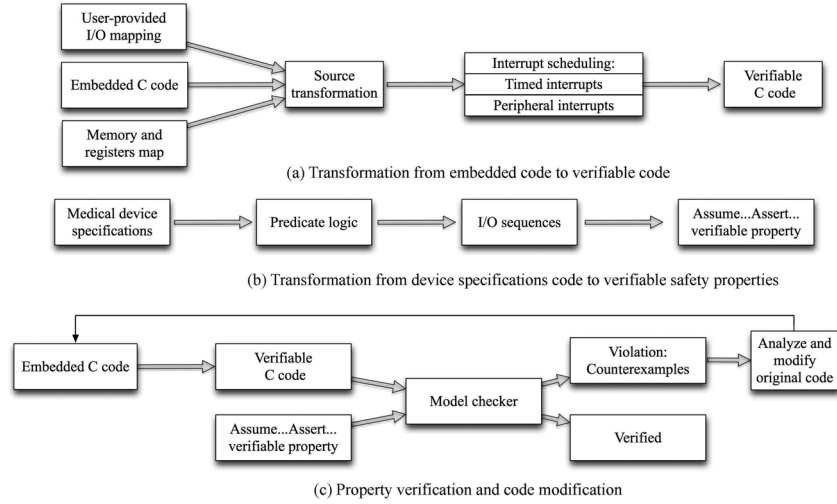 User-provided
I/O mapping
Embedded C code
Memory and
registers map
Source
transformation
Interrupt scheduling:
Timed interrupts
Peripheral interrupts
Verifiable
C code
(a) Transformation from embedded code to verifiable code
Medical device
specifications
Predicate logic
I/O sequences
Assume...Assert...
verifiable property
(b) Transformation from device specifications code to verifiable safety properties
Embedded C code
Verifiable
C code
Assume...Assert...
verifiable property
Model checker
Violation:
Counterexamples
Verified
Analyze and
modify
original code
(c) Property verification and code modification